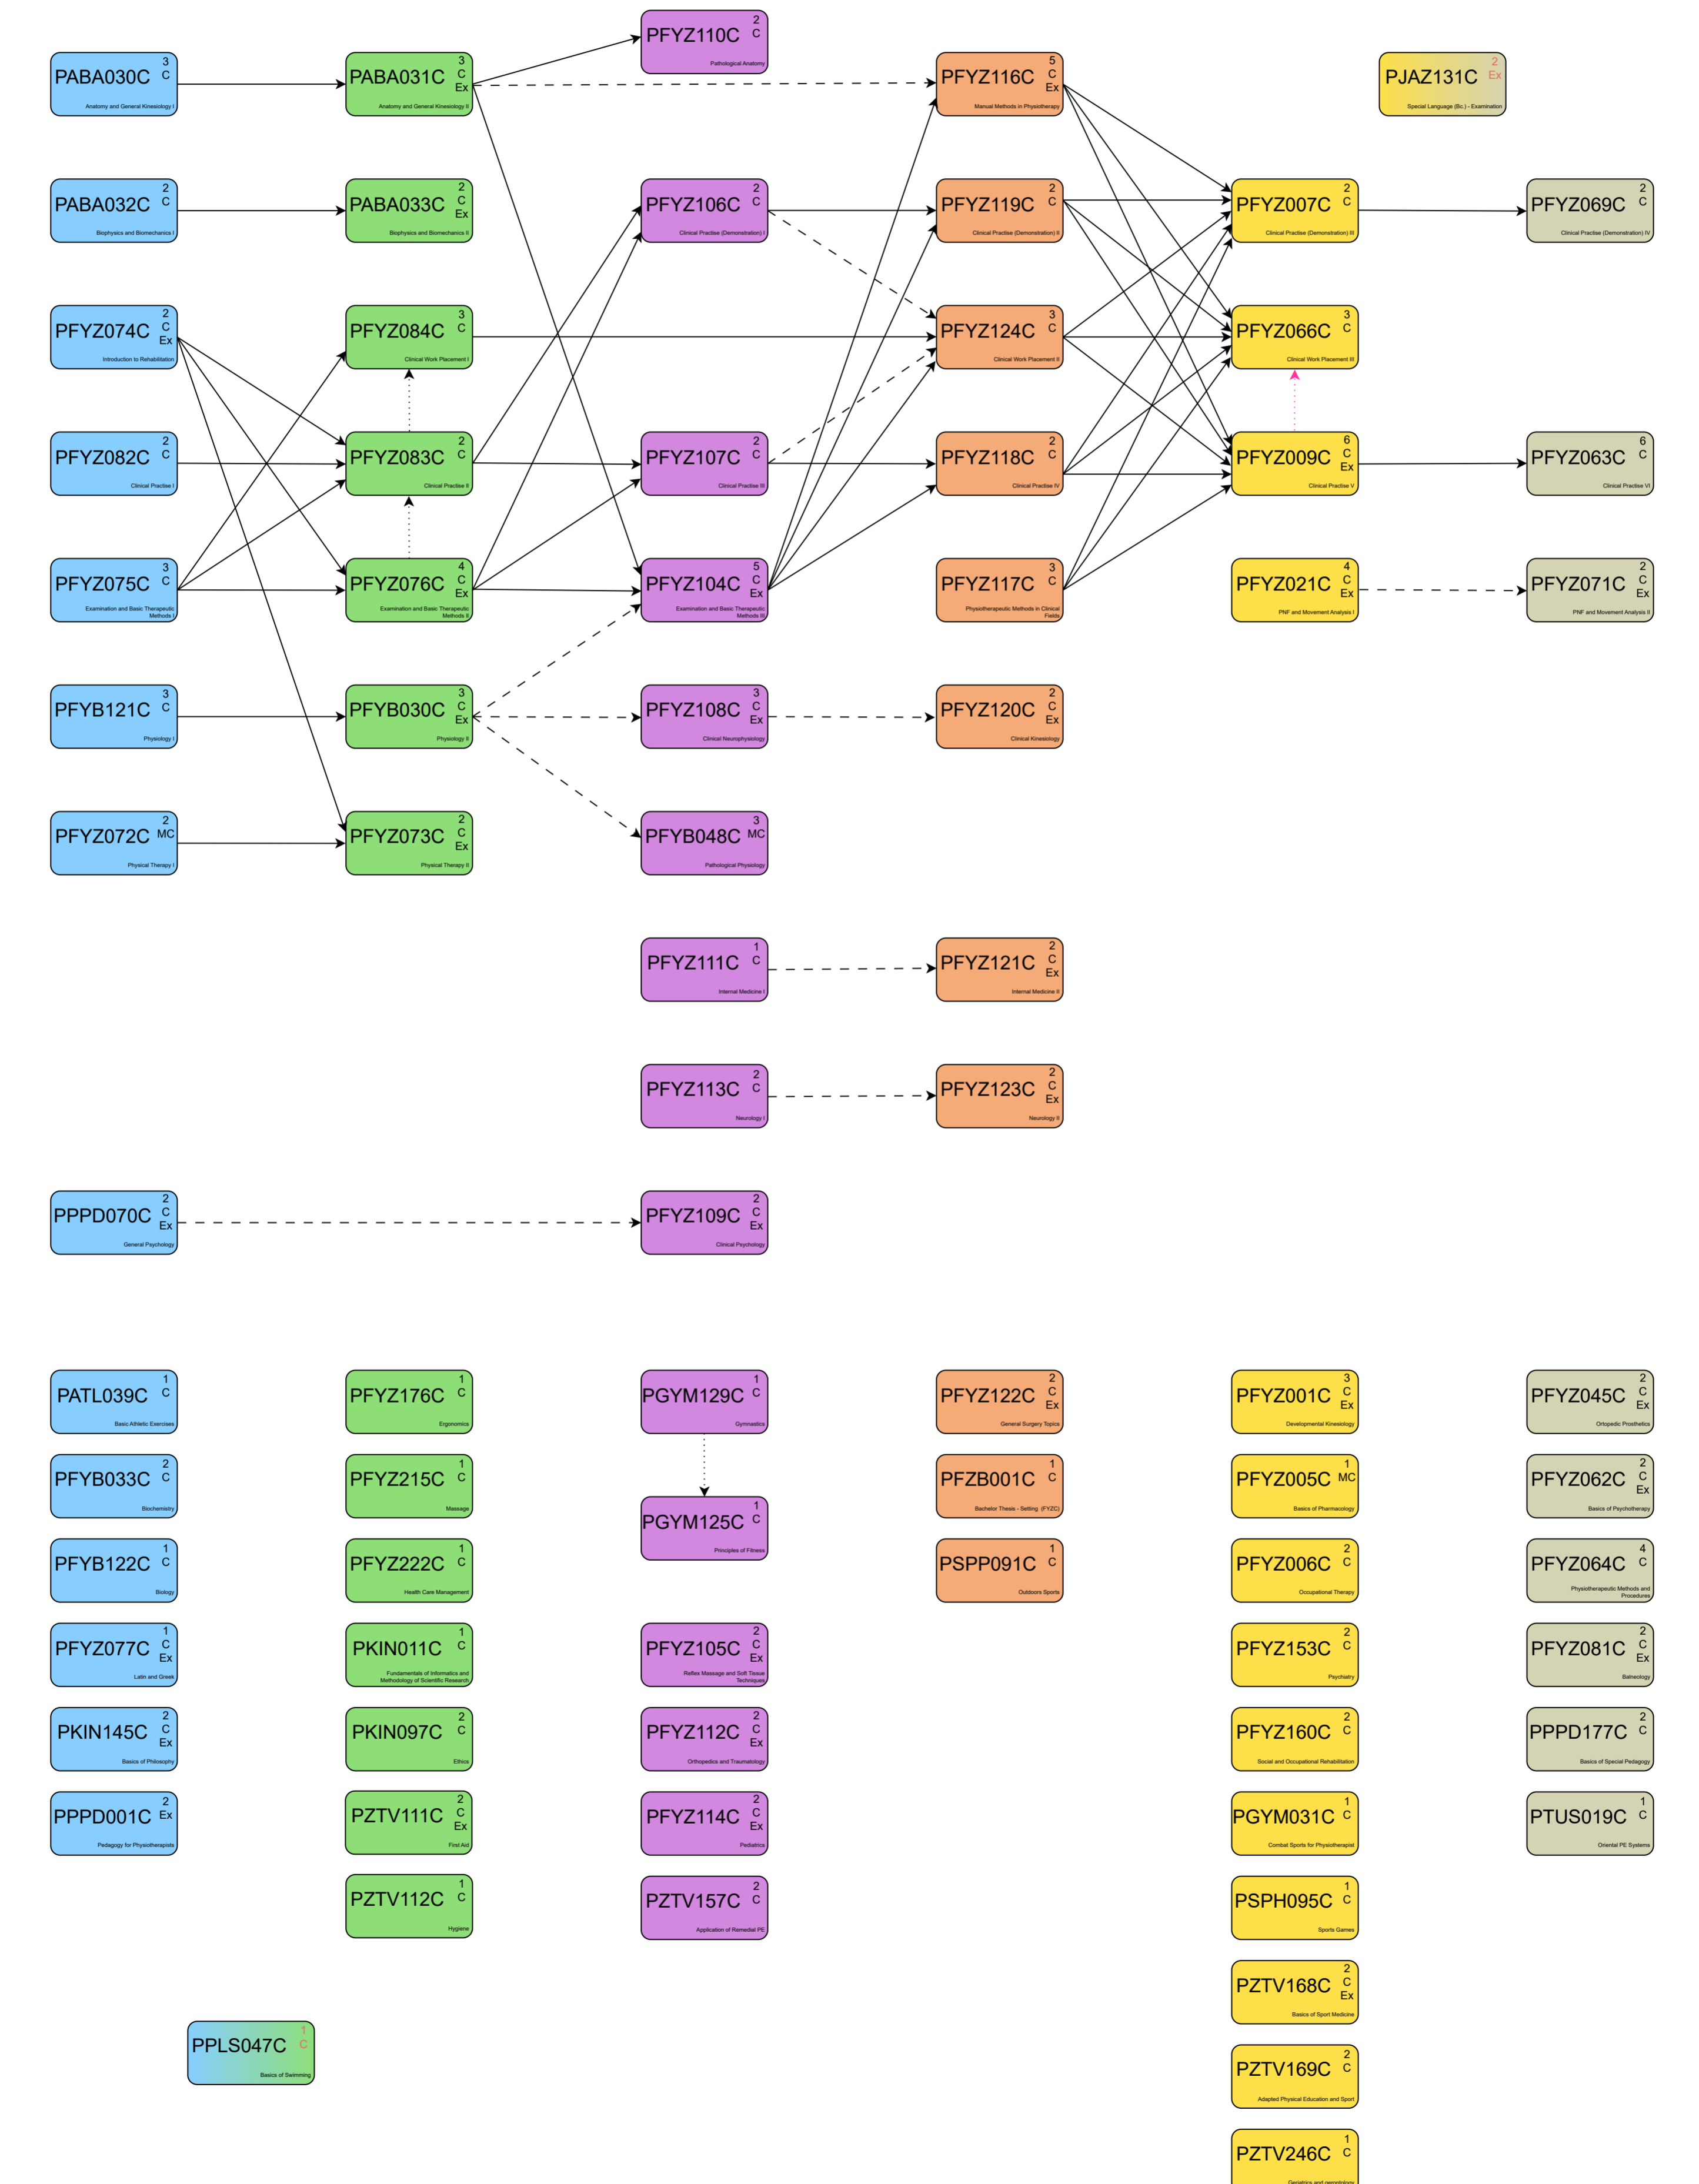 PFYZ110C 2
C
Pathological Anatomy
PABA030C 3
C
Anatomy and General Kinesiology I
PABA031C 3
C
Ex
Anatomy and General Kinesiology II
PFYZ116C 5
C
Ex
Manual Methods in Physiotherapy
PJAZ131C 2
Ex
Special Language (Bc.) - Examination
PABA032C 2
C
Biophysics and Biomechanics I
PABA033C 2
C
Ex
Biophysics and Biomechanics II
PFYZ106C 2
C
Clinical Practise (Demonstration) I
PFYZ119C 2
C
Clinical Practise (Demonstration) II
PFYZ007C 2
C
Clinical Practise (Demonstration) III
PFYZ069C 2
C
Clinical Practise (Demonstration) IV
PFYZ074C 2
C
Ex
Introduction to Rehabilitation
PFYZ084C 3
C
Clinical Work Placement I
PFYZ124C 3
C
Clinical Work Placement II
PFYZ066C 3
C
Clinical Work Placement III
PFYZ082C 2
C
Clinical Practise I
PFYZ083C 2
C
Clinical Practise II
PFYZ107C 2
C
Clinical Practise III
PFYZ118C 2
C
Clinical Practise IV
PFYZ009C 6
C
Ex
Clinical Practise V
PFYZ063C 6
C
Clinical Practise VI
PFYZ075C 3
C
Examination and Basic Therapeutic
Methods I
PFYZ076C 4
C
Ex
Examination and Basic Therapeutic
Methods II
PFYZ104C 5
C
Ex
Examination and Basic Therapeutic
Methods III
PFYZ117C 3
C
Physiotherapeutic Methods in Clinical
Fields
PFYZ021C 4
C
Ex
PNF and Movement Analysis I
PFYZ071C 2
C
Ex
PNF and Movement Analysis II
PFYB121C 3
C
Physiology I
PFYB030C 3
C
Ex
Physiology II
PFYZ108C 3
C
Ex
Clinical Neurophysiology
PFYZ120C 2
C
Ex
Clinical Kinesiology
PFYZ072C 2
MC
Physical Therapy I
PFYZ073C 2
C
Ex
Physical Therapy II
PFYB048C 3
MC
Pathological Physiology
PFYZ111C 1
C
Internal Medicine I
PFYZ121C 2
C
Ex
Internal Medicine II
PFYZ113C 2
C
Neurology I
PFYZ123C 2
C
Ex
Neurology II
PPPD070C 2
C
Ex
General Psychology
PFYZ109C 2
C
Ex
Clinical Psychology
PATL039C 1
C
Basic Athletic Exercises
PFYZ176C 1
C
Ergonomics
PGYM129C 1
C
Gymnastics
PFYZ122C 2
C
Ex
General Surgery Topics
PFYZ001C 3
C
Ex
Developmental Kinesiology
PFYZ045C 2
C
Ex
Ortopedic Prosthetics
PFYB033C 2
C
Biochemistry
PFYZ215C 1
C
Massage
PGYM125C 1
C
Principles of Fitness
PFZB001C 1
C
Bachelor Thesis - Setting (FYZC)
PFYZ005C 1
MC
Basics of Pharmacology
PFYZ062C 2
C
Ex
Basics of Psychotherapy
PFYB122C 1
C
Biology
PFYZ222C 1
C
Health Care Management
PSPP091C 1
C
Outdoors Sports
PFYZ006C 2
C
Occupational Therapy
PFYZ064C 4
C
Physiotherapeutic Methods and
Procedures
PFYZ077C 1
C
Ex
Latin and Greek
PKIN011C 1
C
Fundamentals of Informatics and
Methodology of Scientific Research
PFYZ105C 2
C
Ex
Reflex Massage and Soft Tissue
Techniques
PFYZ153C 2
C
Psychiatry
PFYZ081C 2
C
Ex
Balneology
PKIN145C 2
C
Ex
Basics of Philosophy
PKIN097C 2
C
Ethics
PFYZ112C 2
C
Ex
Orthopedics and Traumatology
PFYZ160C 2
C
Social and Occupational Rehabilitation
PPPD177C 2
C
Basics of Special Pedagogy
PPPD001C 2
Ex
Pedagogy for Physiotherapists
PZTV111C 2
C
Ex
First Aid
PFYZ114C 2
C
Ex
Pediatrics
PGYM031C 1
C
Combat Sports for Physiotherapist
PTUS019C 1
C
Oriental PE Systems
PZTV112C 1
C
Hygiene
PZTV157C 2
C
Application of Remedial PE
PSPH095C 1
C
Sports Games
PZTV168C 2
C
Ex
Basics of Sport Medicine
PPLS047C 1
C
Basics of Swimming
PZTV169C 2
C
Adapted Physical Education and Sport
PZTV246C 1
C
Geriatrics and gerontology